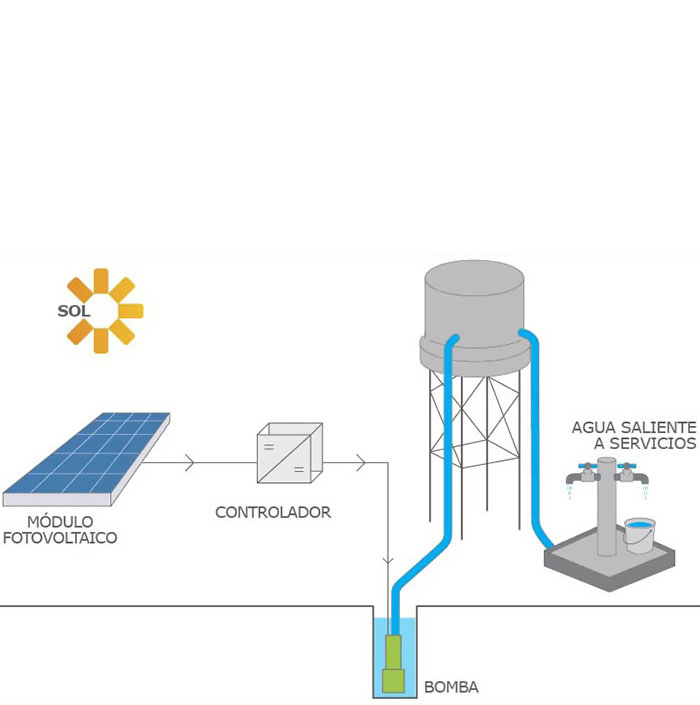 SOL
AGUA SALIENTE
A SERVICIOS
MÓDULO
FOTOVOLTAICO
CONTROLADOR
BOMBA